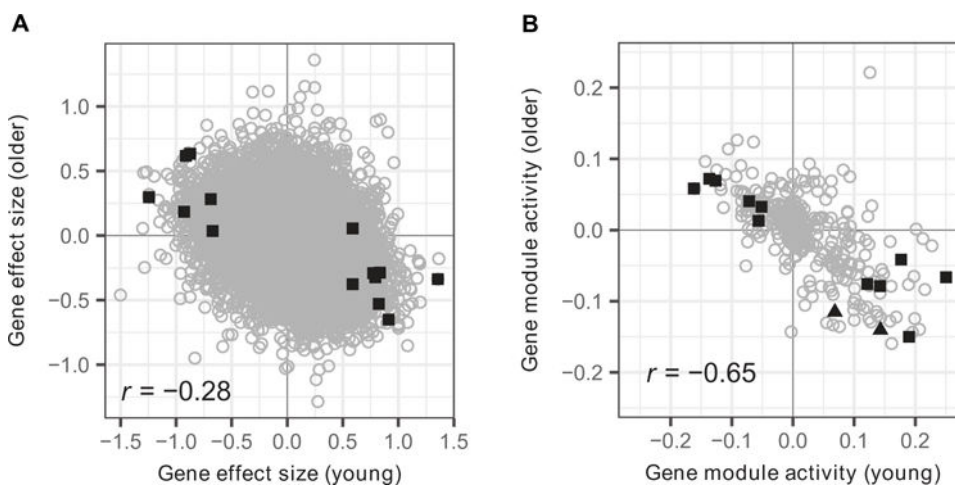 A
Gene effect size (older)
1.0
0.5
0.0
−0.5
−1.0
r = −0.28
−1.5 −1.0 −0.5 0.0 0.5 1.0 1.5
Gene effect size (young)
B
Gene module activity (older)
0.2
0.1
0.0
−0.1
−0.2
r = −0.65
−0.2 −0.1 0.0 0.1 0.2
Gene module activity (young)